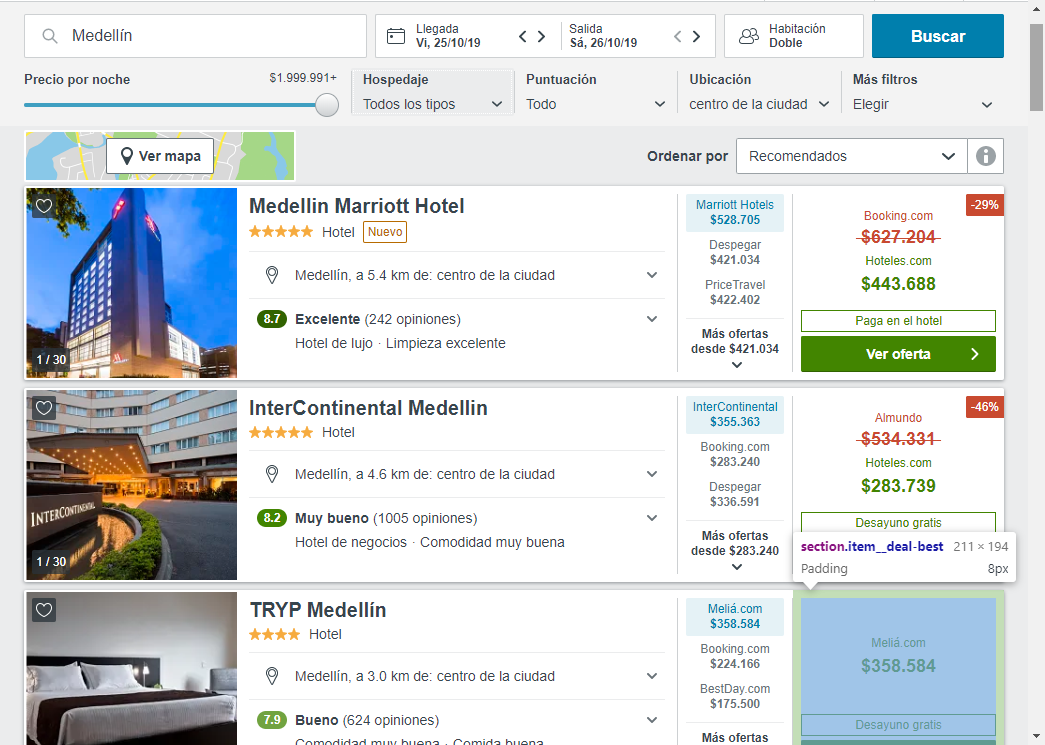 Medellín
Llegada
Vi, 25/10/19
Salida
Sá, 26/10/19
Habitación
Doble
Buscar
Precio por noche
$1.999.991+
Hospedaje
Todos los tipos
Puntuación
Todo
Ubicación
centro de la ciudad
Más filtros
Elegir
Ver mapa
Ordenar por
Recomendados
1 / 30
Medellin Marriott Hotel
Hotel
Nuevo
Medellín, a 5.4 km de: centro de la ciudad
8.7 Excelente (242 opiniones)
Hotel de lujo · Limpieza excelente
Marriott Hotels
$528.705
Despegar
$421.034
PriceTravel
$422.402
Más ofertas
desde $421.034
-29%
Booking.com
$627.204
Hoteles.com
$443.688
Paga en el hotel
Ver oferta
INTERCONTINENTAL
1 / 30
InterContinental Medellin
Hotel
Medellín, a 4.6 km de: centro de la ciudad
8.2 Muy bueno (1005 opiniones)
Hotel de negocios · Comodidad muy buena
InterContinental
$355.363
Booking.com
$283.240
Despegar
$336.591
Más ofertas
desde $283.240
-46%
Almundo
$534.331
Hoteles.com
$283.739
Desayuno gratis
section.item__deal-best 211 × 194
Padding 8px
TRYP Medellín
Hotel
Medellín, a 3.0 km de: centro de la ciudad
7.9 Bueno (624 opiniones)
Comodidad muy buena · Comida buena
Meliá.com
$358.584
Booking.com
$224.166
BestDay.com
$175.500
Más ofertas
Meliá.com
$358.584
Desayuno gratis